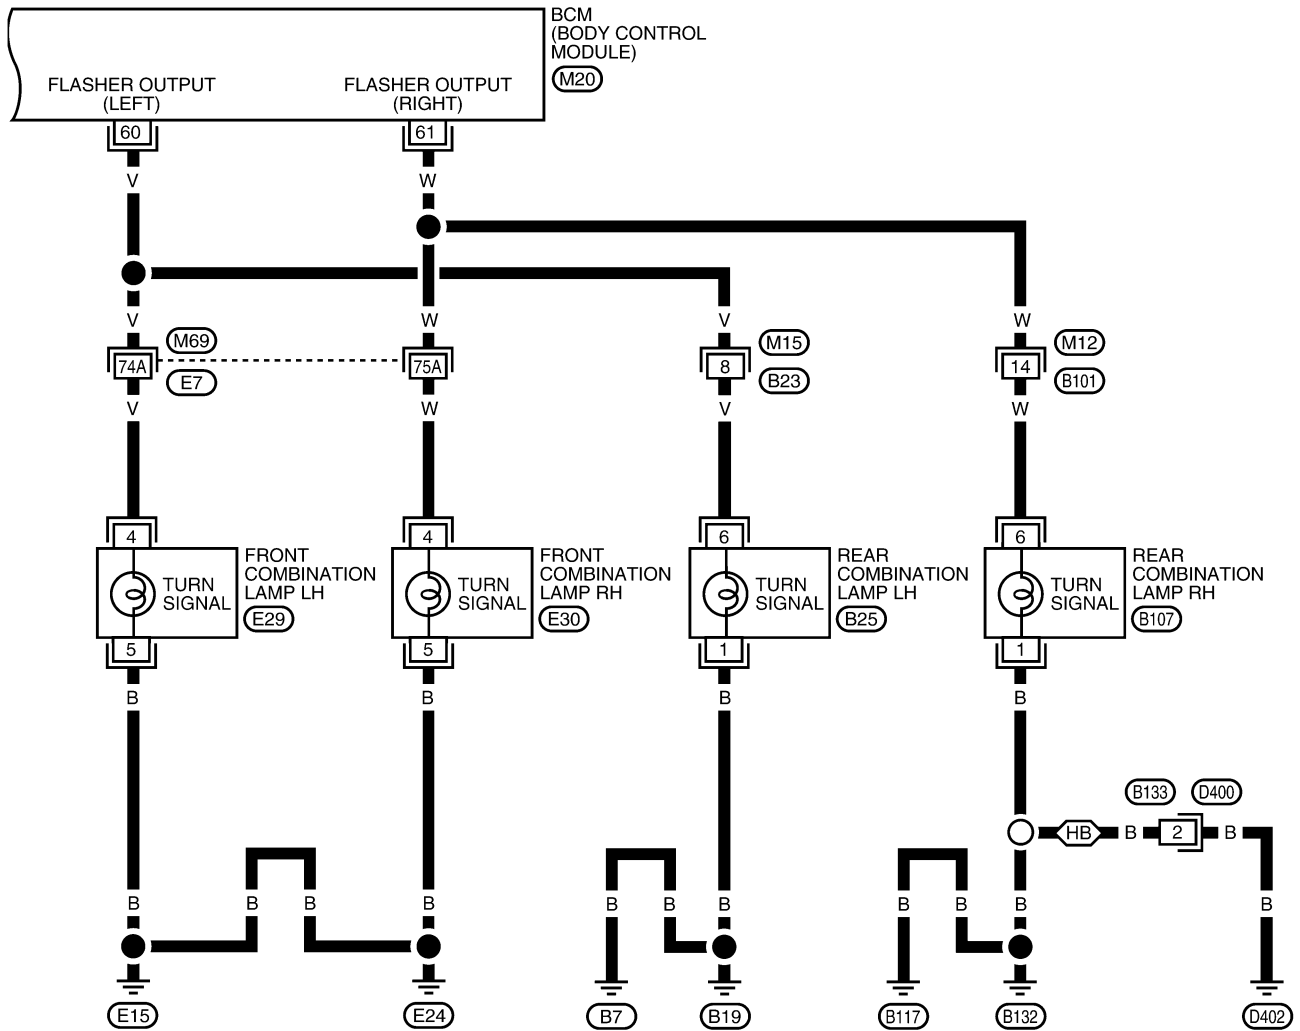 BCM
(BODY CONTROL
MODULE)
M20
FLASHER OUTPUT
(LEFT)
FLASHER OUTPUT
(RIGHT)
60
61
V
W
V
W
V
W
M69
E7
M15
B23
M12
B101
74A
75A
8
14
V
W
V
W
4
4
6
6
TURN
SIGNAL
FRONT
COMBINATION
LAMP LH
E29
TURN
SIGNAL
FRONT
COMBINATION
LAMP RH
E30
TURN
SIGNAL
REAR
COMBINATION
LAMP LH
B25
TURN
SIGNAL
REAR
COMBINATION
LAMP RH
B107
5
5
1
1
B
B
B
B
B133
D400
HB
B
2
B
B
B
B
B
B
B
B
B
B
B
B
E15
E24
B7
B19
B117
B132
D402